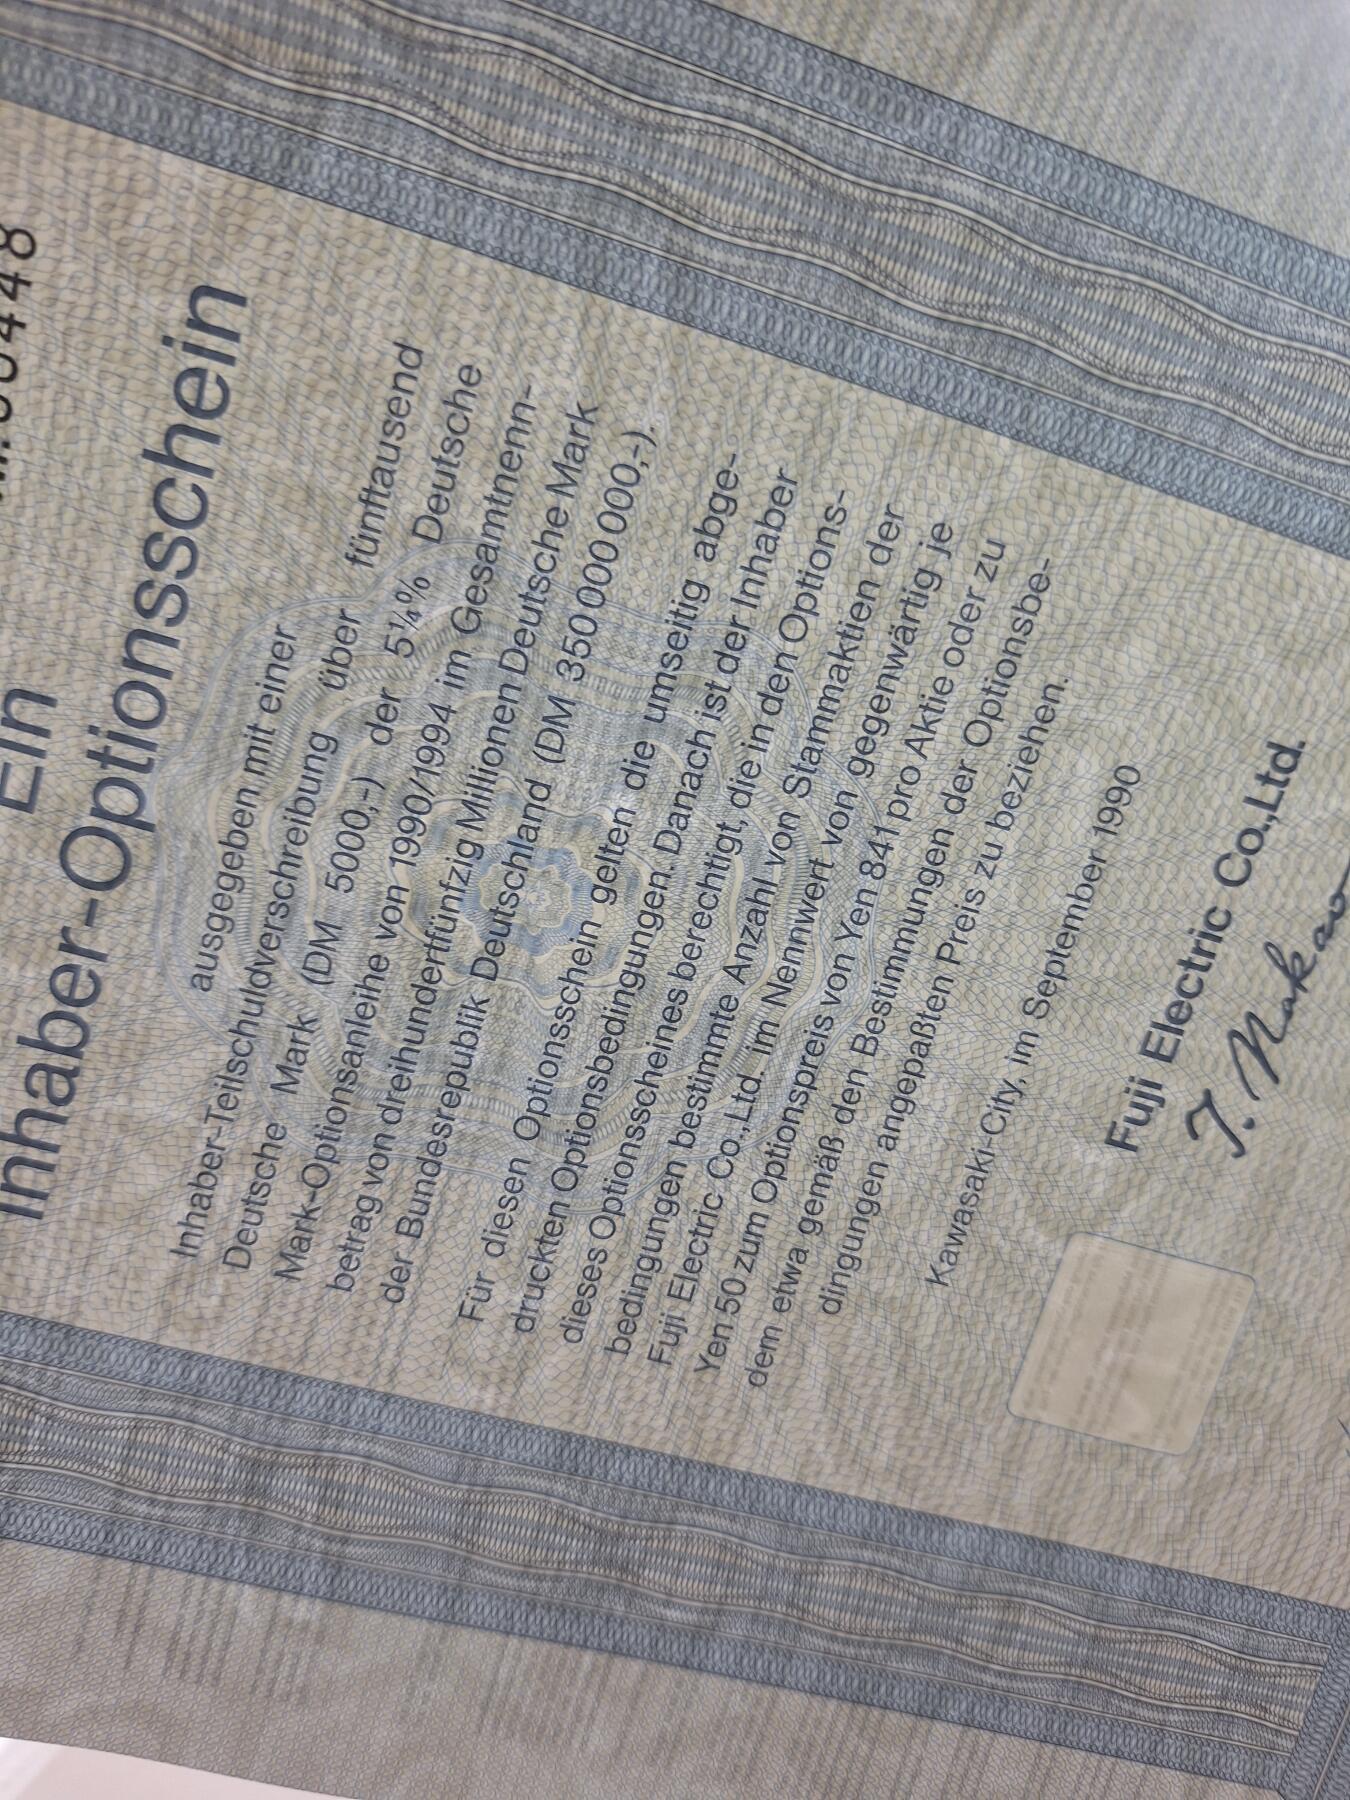 Ein
Inhaber-Optionsschein
ausgegeben mit einer
Inhaber-Teilschuldverschreibung über fünftausend
Deutsche Mark (DM 5000,-) der 5¼% Deutsche
Mark-Optionsanleihe von 1990/1994 im Gesamtnenn-
betrag von dreihundertfünfzig Millionen Deutsche Mark
der Bundesrepublik Deutschland (DM 350 000 000,-).
Für diesen Optionsschein gelten die umseitig abge-
druckten Optionsbedingungen. Danach ist der Inhaber
dieses Optionsscheines berechtigt, die in den Options-
bedingungen bestimmte Anzahl von Stammaktien der
Fuji Electric Co.,Ltd. im Nennwert von gegenwärtig je
Yen 50 zum Optionspreis von Yen 841 pro Aktie oder zu
dem etwa gemäß den Bestimmungen der Optionsbe-
dingungen angepaßten Preis zu beziehen.
Kawasaki-City, im September 1990
Fuji Electric Co.,Ltd.
J. Nakao